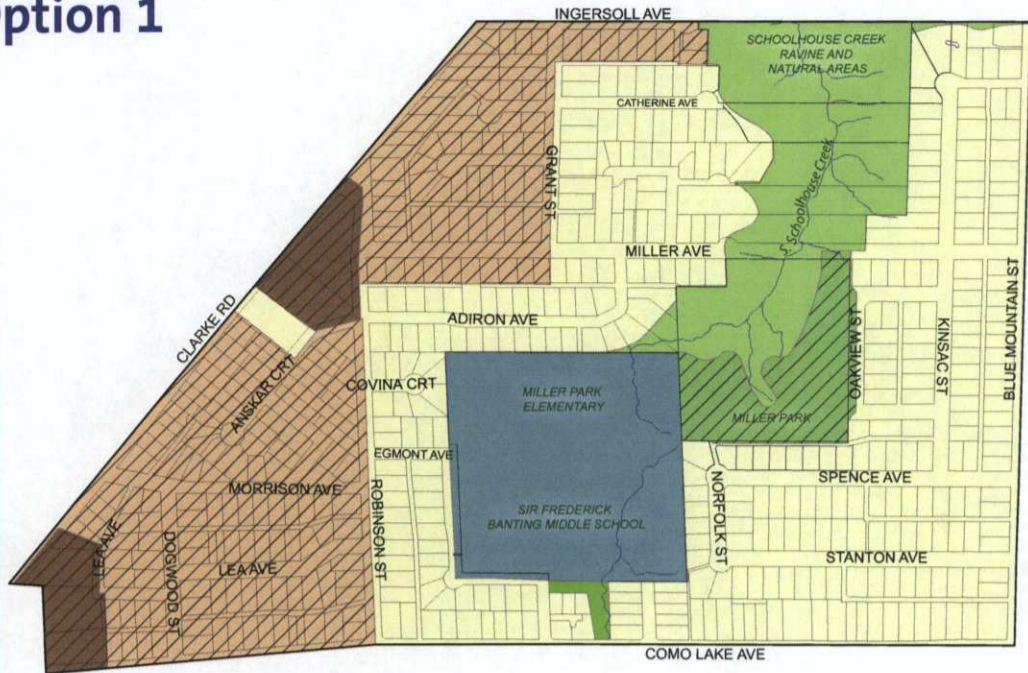 ption 1
INGERSOLL AVE
SCHOOLHOUSE CREEK
RAVINE AND
NATURAL AREAS
CATHERINE AVE
GRANT ST
S. Schoolhouse Creek
MILLER AVE
CLARKE RD
ADIRON AVE
OAKVIEW ST
KINSAC ST
BLUE MOUNTAIN ST
ANSKAR CRT
COVINA CRT
MILLER PARK
ELEMENTARY
MILLER PARK
EGMONT AVE
MORRISON AVE
ROBINSON ST
NORFOLK ST
SPENCE AVE
SIR FREDERICK
BANTING MIDDLE SCHOOL
LEA AVE
DOGWOOD ST
LEA AVE
STANTON AVE
COMO LAKE AVE